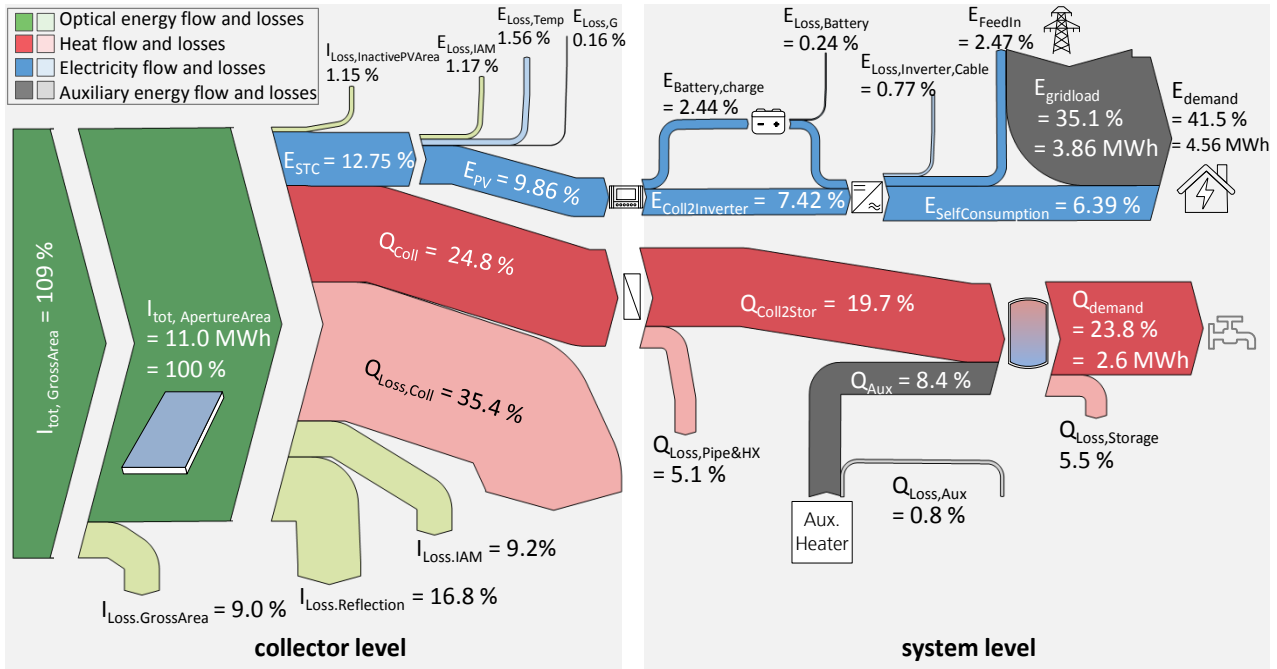 Optical energy flow and losses
Heat flow and losses
Electricity flow and losses
Auxiliary energy flow and losses
I_Loss,InactivePVArea
1.15 %
E_Loss,IAM
1.17 %
E_Loss,Temp
1.56 %
E_Loss,G
0.16 %
E_Loss,Battery
= 0.24 %
E_Battery,charge
= 2.44 %
E_Loss,Inverter,Cable
= 0.77 %
E_FeedIn
= 2.47 %
E_gridload
= 35.1 %
= 3.86 MWh
E_demand
= 41.5 %
= 4.56 MWh
E_STC = 12.75 %
E_PV = 9.86 %
E_Coll2Inverter = 7.42 %
E_SelfConsumption = 6.39 %
I_tot, GrossArea = 109 %
I_tot, ApertureArea
= 11.0 MWh
= 100 %
Q_Coll = 24.8 %
Q_Loss,Coll = 35.4 %
Q_Coll2Stor = 19.7 %
Q_demand
= 23.8 %
= 2.6 MWh
Q_Aux = 8.4 %
Q_Loss,Pipe&HX
= 5.1 %
Q_Loss,Storage
5.5 %
Q_Loss,Aux
= 0.8 %
Aux.
Heater
I_Loss.IAM = 9.2%
I_Loss.Reflection = 16.8 %
I_Loss.GrossArea = 9.0 %
collector level
system level